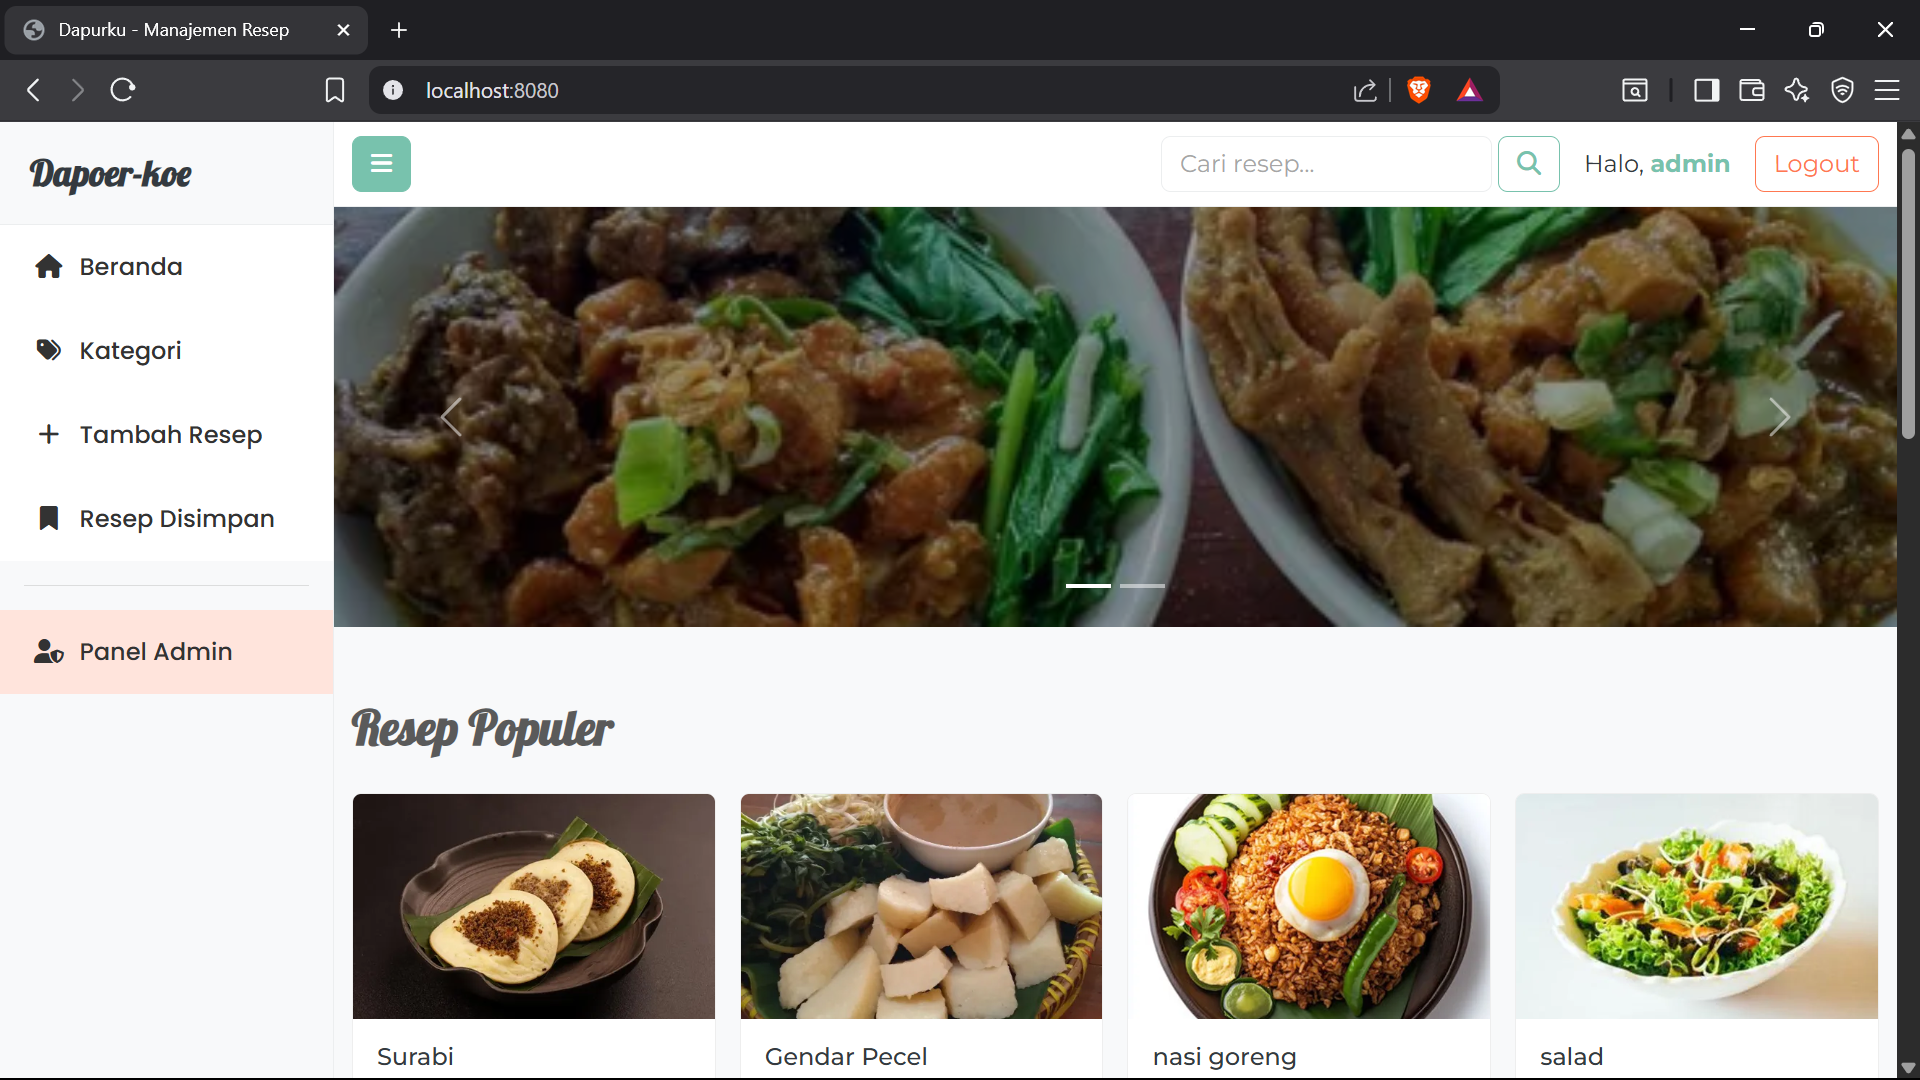 Dapurku - Manajemen Resep
localhost:8080
Dapoer-koe
Cari resep...
Halo, admin
Logout
Beranda
Kategori
Tambah Resep
Resep Disimpan
Panel Admin
Resep Populer
Surabi
Gendar Pecel
nasi goreng
salad